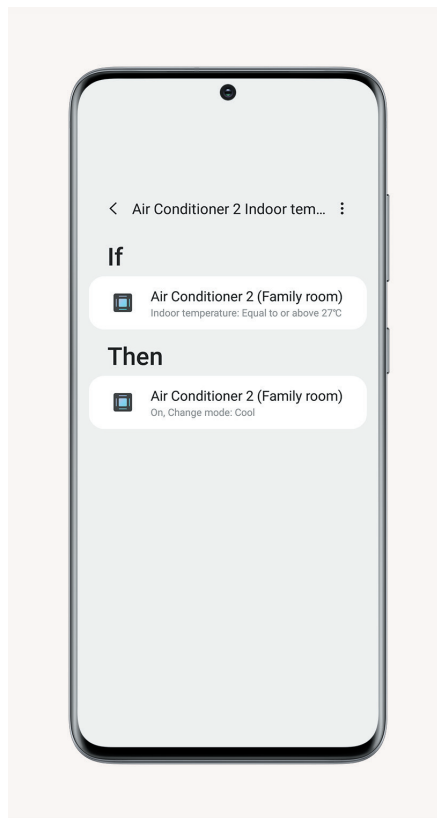 Air Conditioner 2 Indoor tem...
If
Air Conditioner 2 (Family room)
Indoor temperature: Equal to or above 27℃
Then
Air Conditioner 2 (Family room)
On, Change mode: Cool